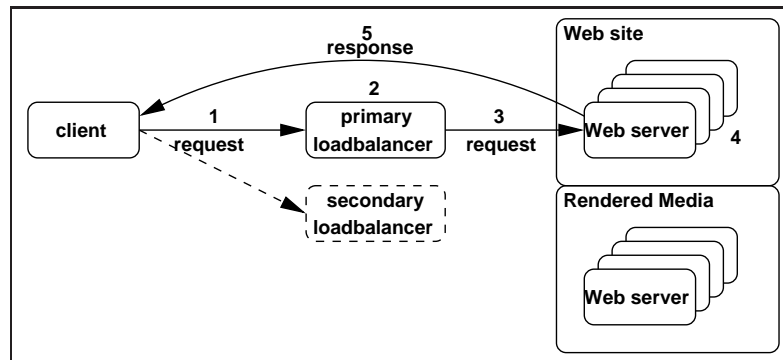 5
response
Web site
2
client
1
request
primary
loadbalancer
3
request
Web server
4
secondary
loadbalancer
Rendered Media
Web server